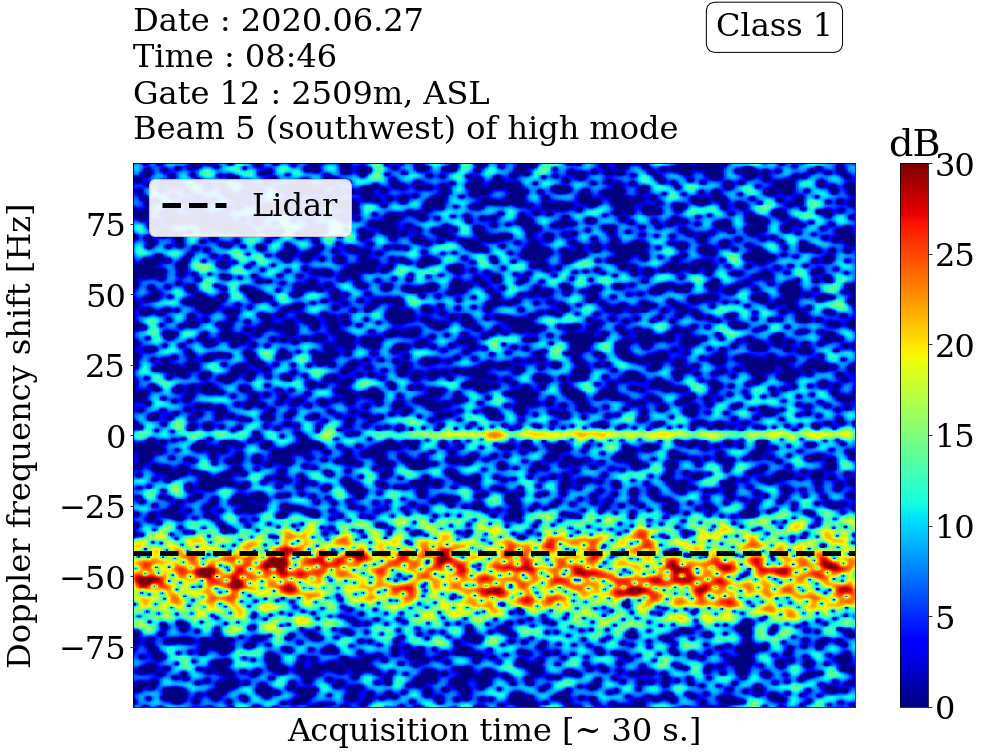 Date : 2020.06.27
Time : 08:46
Gate 12 : 2509m, ASL
Beam 5 (southwest) of high mode
Class 1
dB
Lidar
Doppler frequency shift [Hz]
75
50
25
0
−25
−50
−75
Acquisition time [~ 30 s.]
30
25
20
15
10
5
0